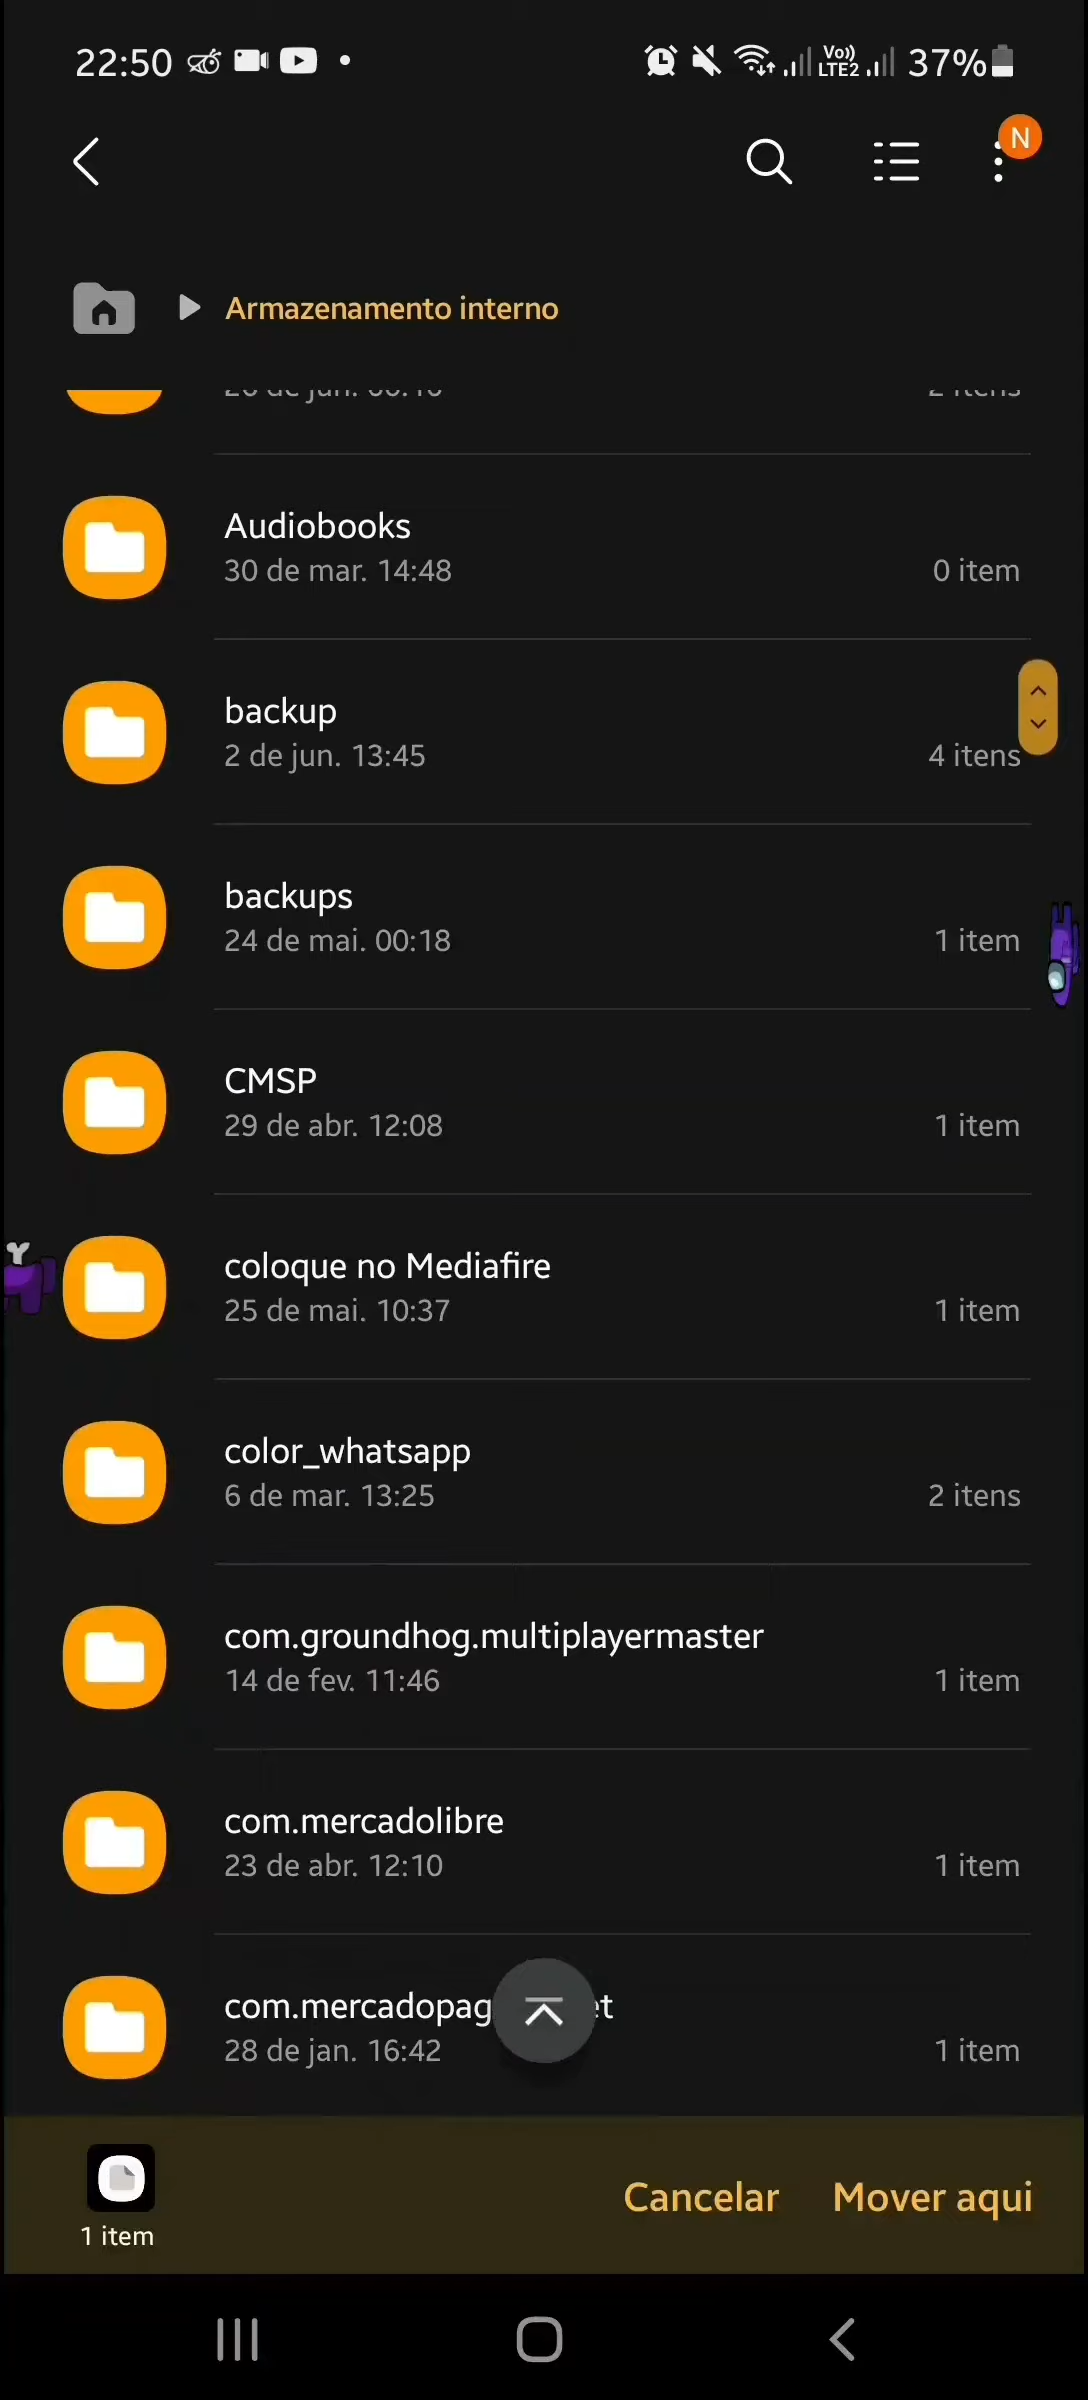 22:50
Vo))
LTE2
37%
N
Armazenamento interno
Audiobooks
30 de mar. 14:48
0 item
backup
2 de jun. 13:45
4 itens
backups
24 de mai. 00:18
1 item
CMSP
29 de abr. 12:08
1 item
coloque no Mediafire
25 de mai. 10:37
1 item
color_whatsapp
6 de mar. 13:25
2 itens
com.groundhog.multiplayermaster
14 de fev. 11:46
1 item
com.mercadolibre
23 de abr. 12:10
1 item
28 de jan. 16:42
1 item
1 item
Cancelar
Mover aqui